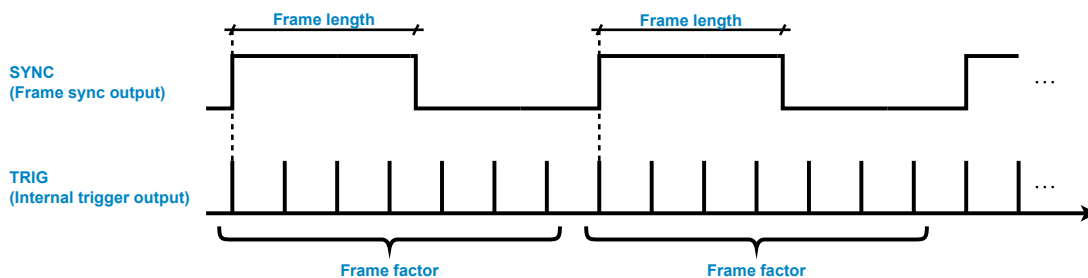 Frame length
Frame length
SYNC
(Frame sync output)
...
TRIG
(Internal trigger output)
...
Frame factor
Frame factor